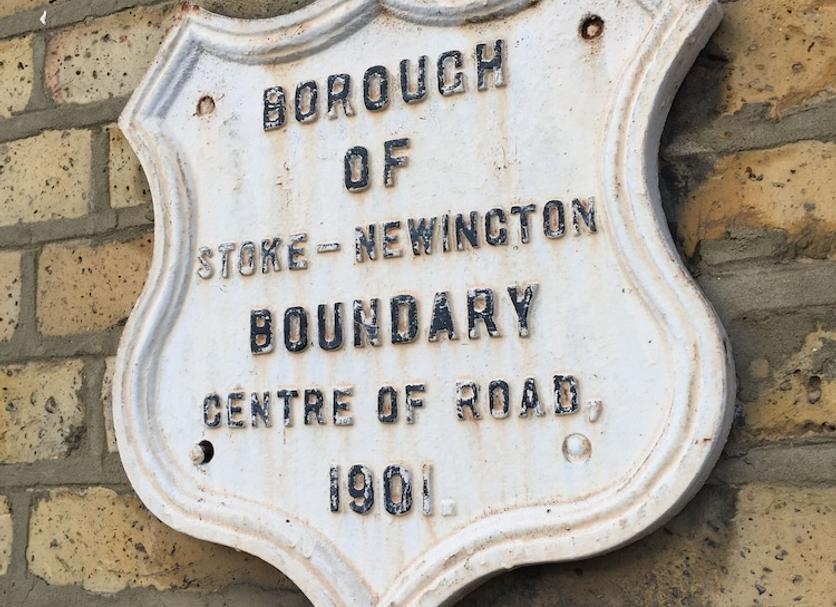 BOROUGH
OF
STOKE-NEWINGTON
BOUNDARY
CENTRE OF ROAD,
1901.